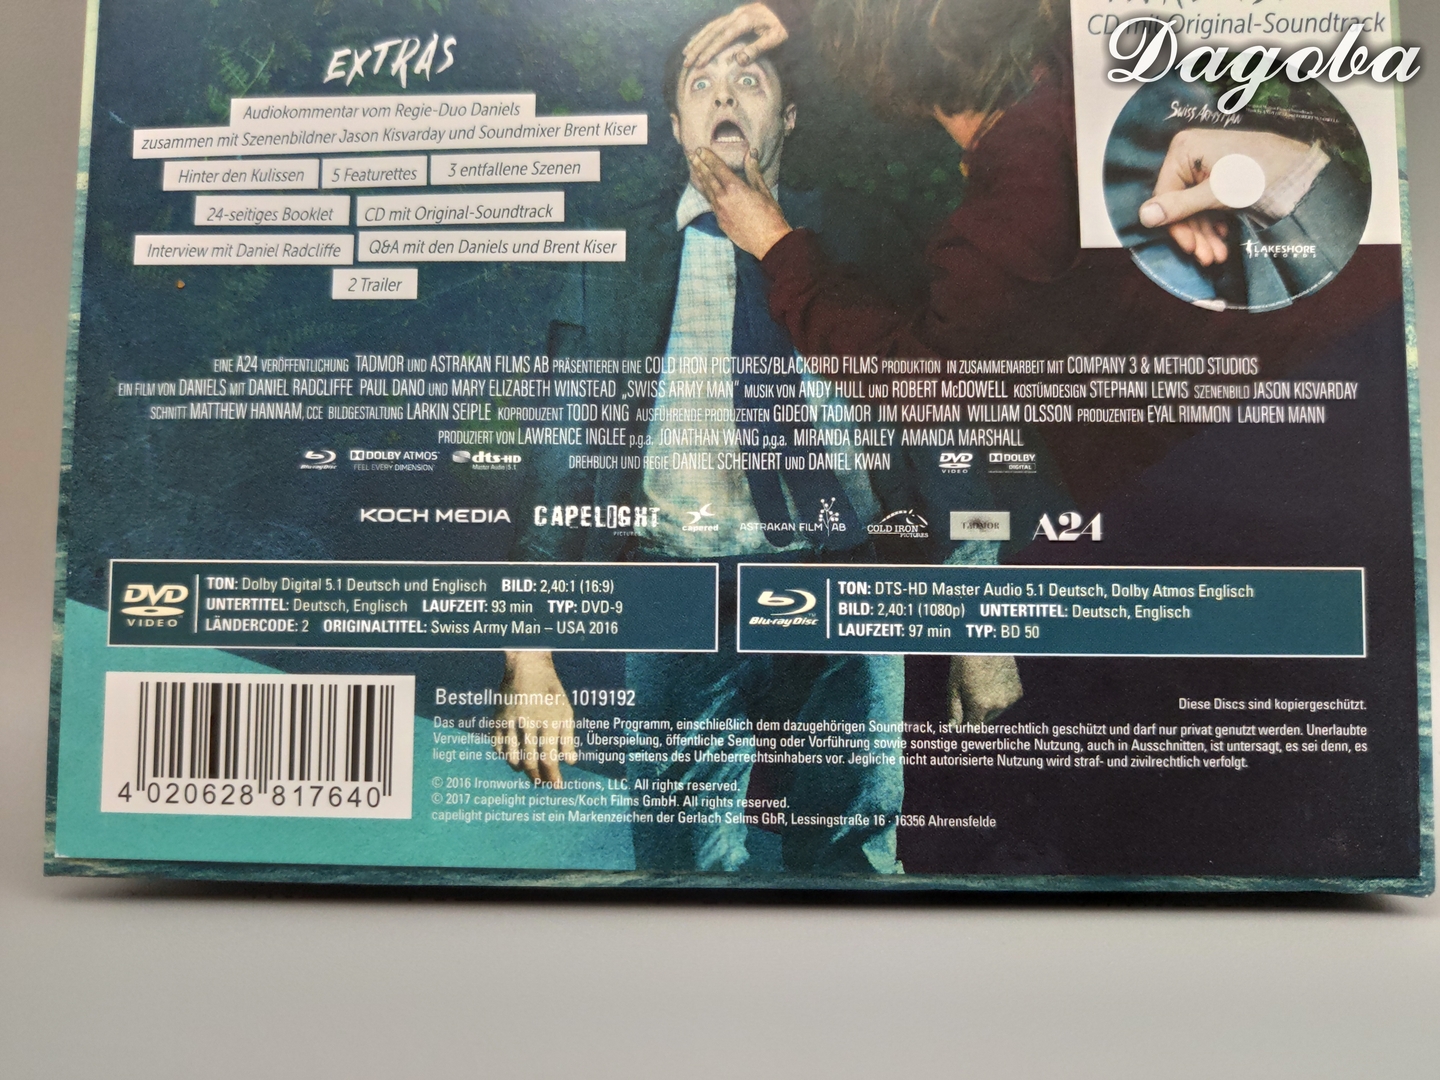 EXTRAS
Audiokommentar vom Regie-Duo Daniels
zusammen mit Szenenbildner Jason Kisvarday und Soundmixer Brent Kiser
Hinter den Kulissen 5 Featurettes 3 entfallene Szenen
24-seitiges Booklet CD mit Original-Soundtrack
Interview mit Daniel Radcliffe Q&A mit den Daniels und Brent Kiser
2 Trailer
CD mit Original-Soundtrack
Dagoba
SWISS ARMY MAN
LAKESHORE
RECORDS
EINE A24 VERÖFFENTLICHUNG TADMOR UND ASTRAKAN FILMS AB PRÄSENTIEREN EINE COLD IRON PICTURES/BLACKBIRD FILMS PRODUKTION IN ZUSAMMENARBEIT MIT COMPANY 3 & METHOD STUDIOS
EIN FILM VON DANIELS MIT DANIEL RADCLIFFE PAUL DANO UND MARY ELIZABETH WINSTEAD „SWISS ARMY MAN“ MUSIK VON ANDY HULL UND ROBERT McDOWELL KOSTÜMDESIGN STEPHANI LEWIS SZENENBILD JASON KISVARDAY
SCHNITT MATTHEW HANNAM, CCE BILDGESTALTUNG LARKIN SEIPLE KOPRODUZENT TODD KING AUSFÜHRENDE PRODUZENTEN GIDEON TADMOR JIM KAUFMAN WILLIAM OLSSON PRODUZENTEN EYAL RIMMON LAUREN MANN
PRODUZIERT VON LAWRENCE INGLEE p.g.a. JONATHAN WANG p.g.a. MIRANDA BAILEY AMANDA MARSHALL
Blu-ray Disc DOLBY ATMOS FEEL EVERY DIMENSION dts-HD Master Audio 5.1 DREHBUCH UND REGIE DANIEL SCHEINERT UND DANIEL KWAN DVD VIDEO DOLBY DIGITAL
KOCH MEDIA CAPELIGHT PICTURES capered ASTRAKAN FILM AB COLD IRON PICTURES TADMOR A24
DVD VIDEO
TON: Dolby Digital 5.1 Deutsch und Englisch BILD: 2,40:1 (16:9)
UNTERTITEL: Deutsch, Englisch LAUFZEIT: 93 min TYP: DVD-9
LÄNDERCODE: 2 ORIGINALTITEL: Swiss Army Man – USA 2016
Blu-ray Disc
TON: DTS-HD Master Audio 5.1 Deutsch, Dolby Atmos Englisch
BILD: 2,40:1 (1080p) UNTERTITEL: Deutsch, Englisch
LAUFZEIT: 97 min TYP: BD 50
4 020628 817640
Bestellnummer: 1019192
Diese Discs sind kopiergeschützt.
Das auf diesen Discs enthaltene Programm, einschließlich dem dazugehörigen Soundtrack, ist urheberrechtlich geschützt und darf nur privat genutzt werden. Unerlaubte
Vervielfältigung, Kopierung, Überspielung, öffentliche Sendung oder Vorführung sowie sonstige gewerbliche Nutzung, auch in Ausschnitten, ist untersagt, es sei denn, es
liegt eine schriftliche Genehmigung seitens des Urheberrechtsinhabers vor. Jegliche nicht autorisierte Nutzung wird straf- und zivilrechtlich verfolgt.
© 2016 Ironworks Productions, LLC. All rights reserved.
© 2017 capelight pictures/Koch Films GmbH. All rights reserved.
capelight pictures ist ein Markenzeichen der Gerlach Selms GbR, Lessingstraße 16 · 16356 Ahrensfelde